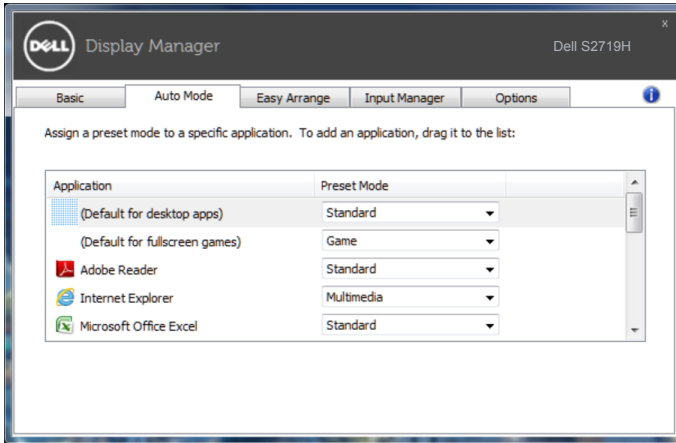 x
DELL Display Manager Dell S2719H
Basic Auto Mode Easy Arrange Input Manager Options i
Assign a preset mode to a specific application. To add an application, drag it to the list:
Application Preset Mode
(Default for desktop apps) Standard
(Default for fullscreen games) Game
Adobe Reader Standard
Internet Explorer Multimedia
Microsoft Office Excel Standard